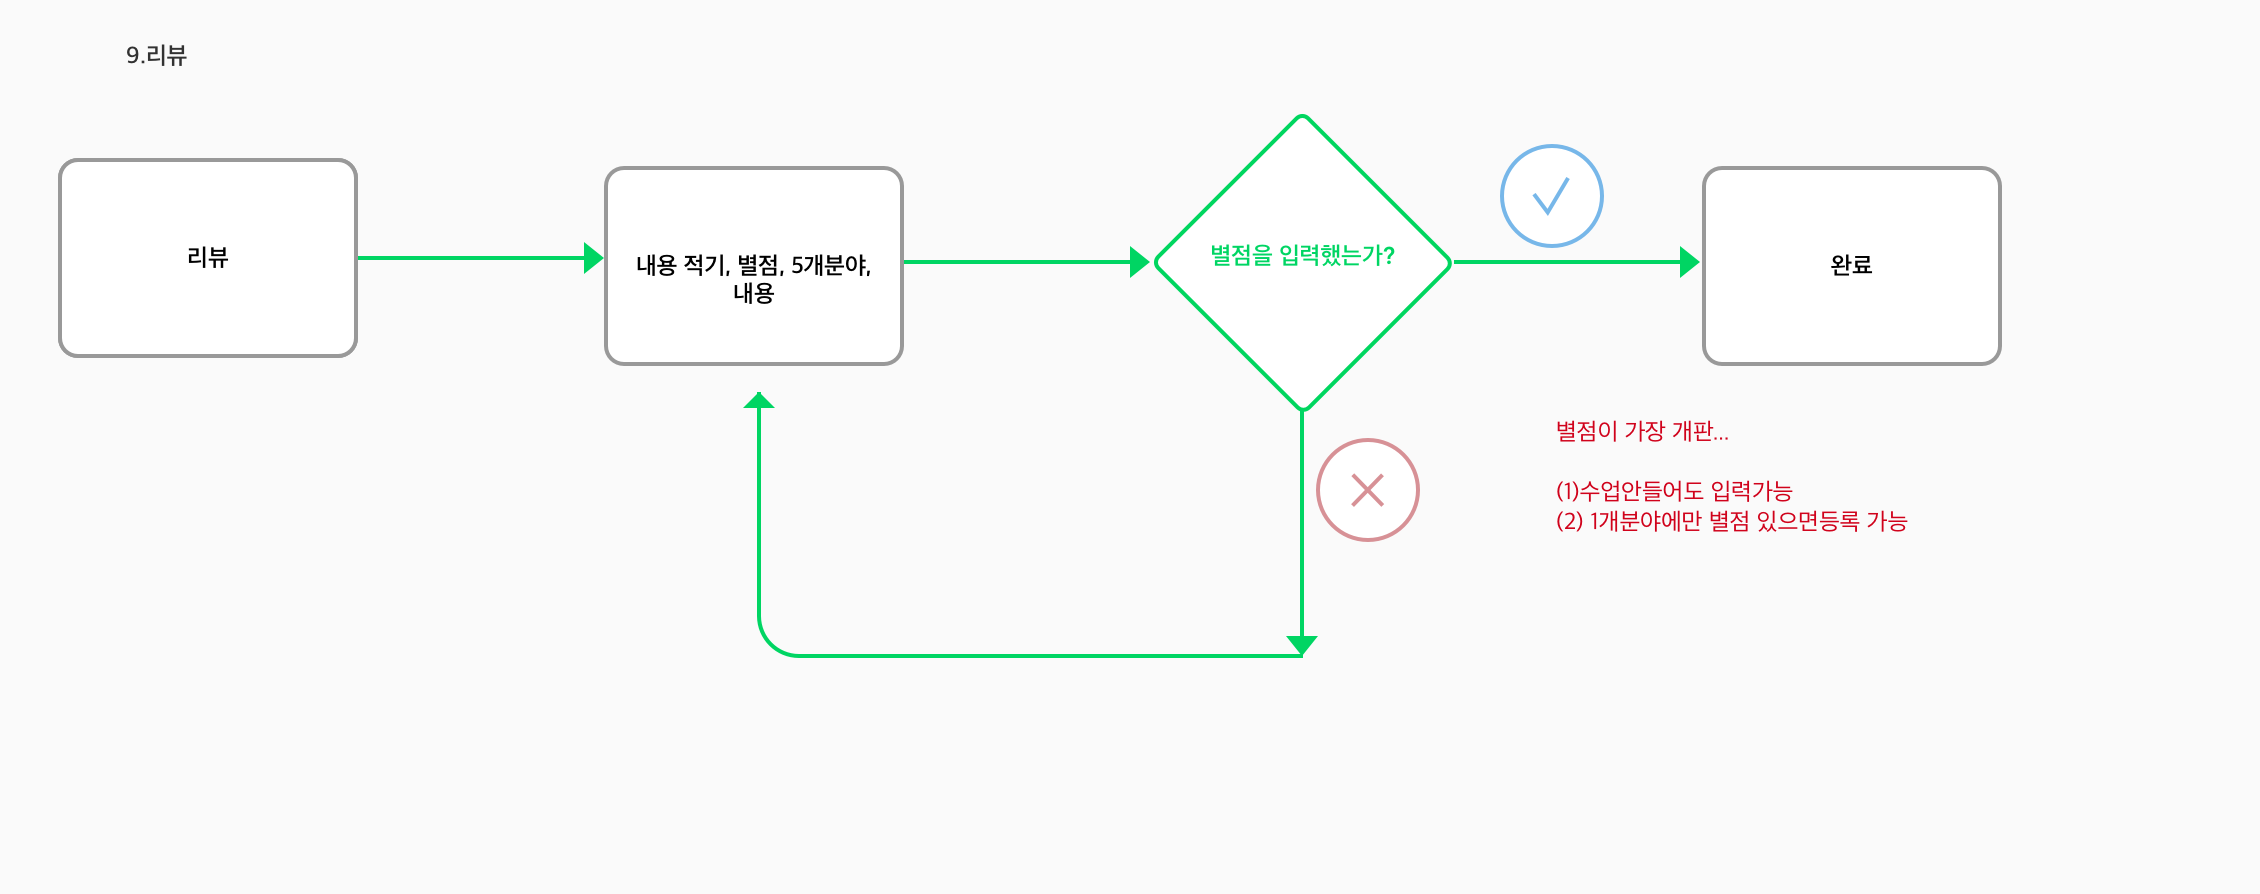 9.리뷰
리뷰
내용 적기, 별점, 5개분야,
내용
별점을 입력했는가?
완료
별점이 가장 개판...
(1)수업안들어도 입력가능
(2) 1개분야에만 별점 있으면등록 가능